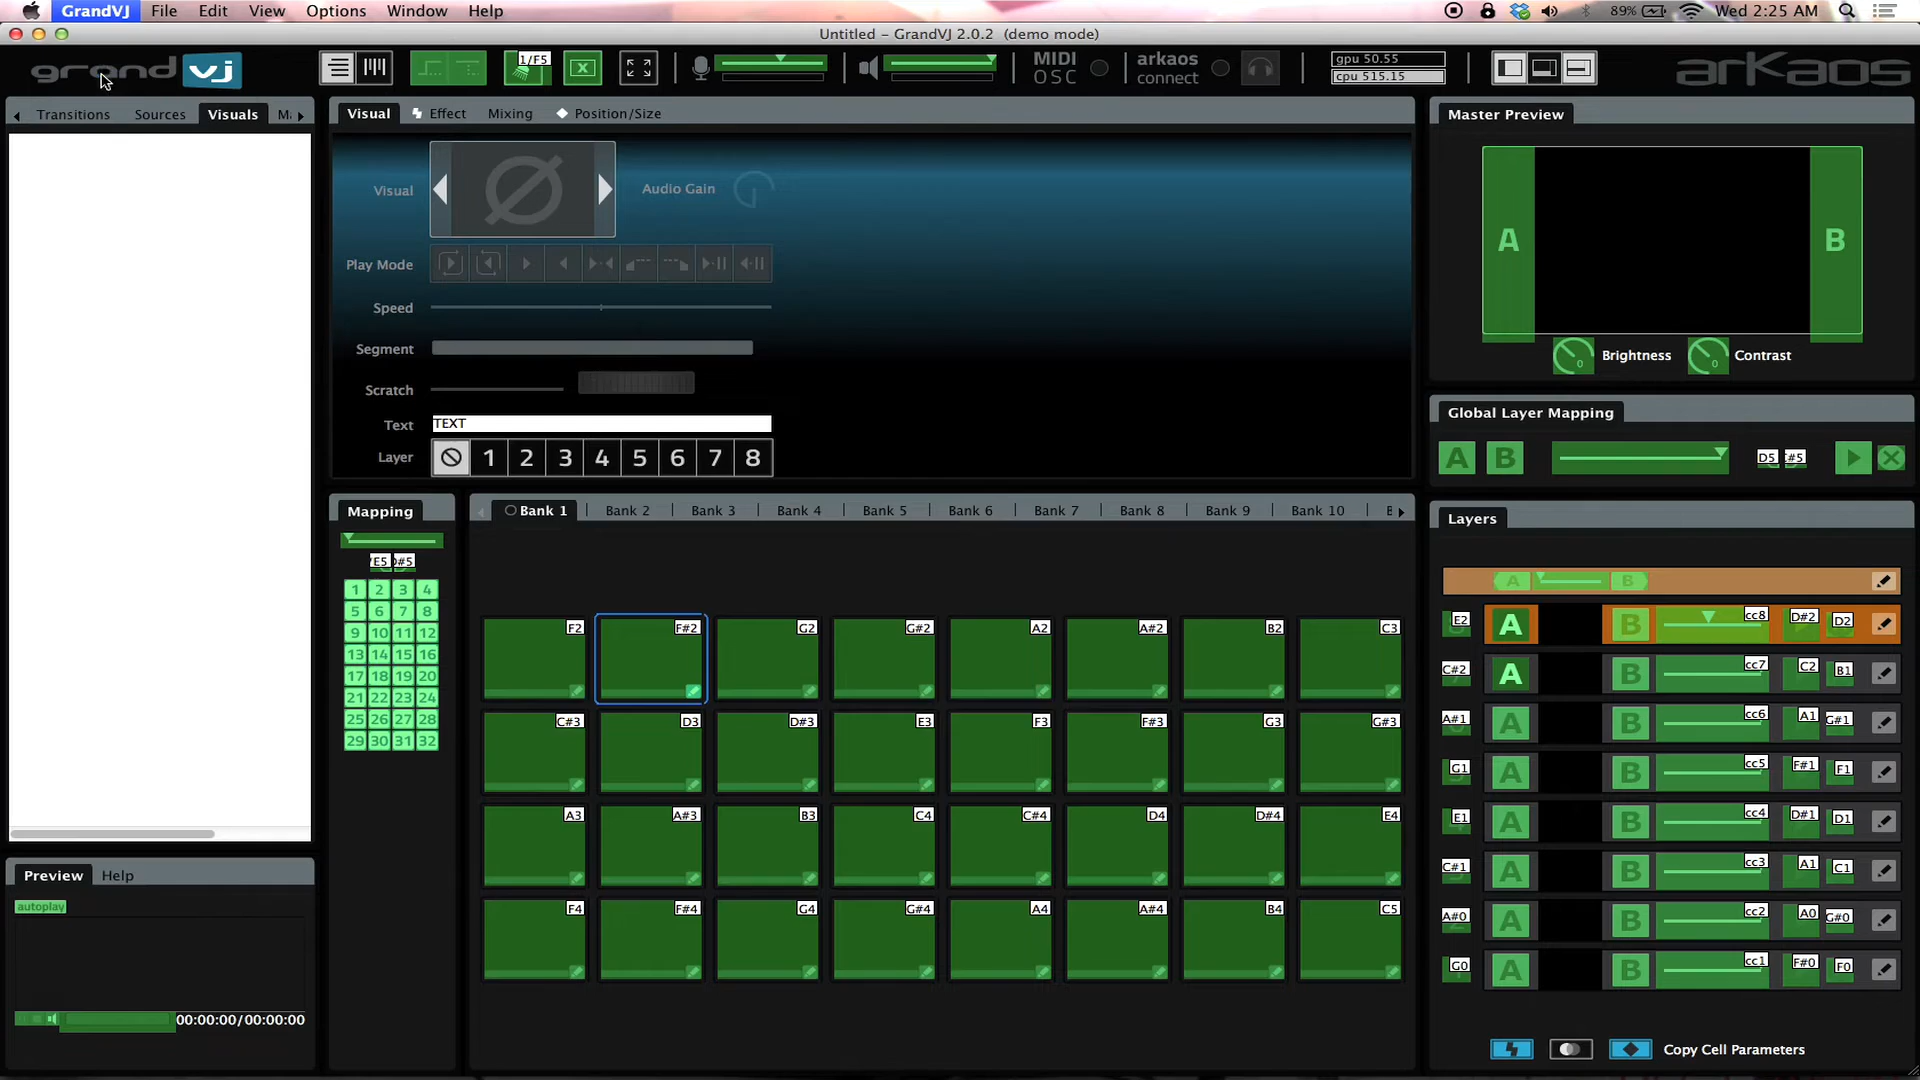 GrandVJ File Edit View Options Window Help 89% Wed 2:25 AM
Untitled – GrandVJ 2.0.2 (demo mode)
grand vj 1/F5 MIDI OSC arkaos connect gpu 50.55 cpu 515.15 arkaos
Transitions Sources Visuals
Visual Effect Mixing Position/Size
Master Preview
Visual Audio Gain
A B
Play Mode
Speed
Segment
0 Brightness 0 Contrast
Scratch
Text TEXT
Layer 1 2 3 4 5 6 7 8
Global Layer Mapping
A B D5
Mapping
Bank 1 Bank 2 Bank 3 Bank 4 Bank 5 Bank 6 Bank 7 Bank 8 Bank 9 Bank 10
Layers
1 2 3 4
5 6 7 8
9 10 11 12
13 14 15 16
17 18 19 20
21 22 23 24
25 26 27 28
29 30 31 32
F2 F#2 G2 G#2 A2 A#2 B2 C3
C#3 D3 D#3 E3 F3 F#3 G3 G#3
A3 A#3 B3 C4 C#4 D4 D#4 E4
F4 F#4 G4 G#4 A4 A#4 B4 C5
A B
E2 A B cc8 D#2 D2
C#2 A B cc7 C2 B1
A#1 A B cc6 A1 G#1
G1 A B cc5 F#1 F1
E1 A B cc4 D#1 D1
C#1 A B cc3 A1 C1
A#0 A B cc2 A0 G#0
G0 A B cc1 F#0 F0
Preview Help
autoplay
00:00:00/00:00:00
Copy Cell Parameters